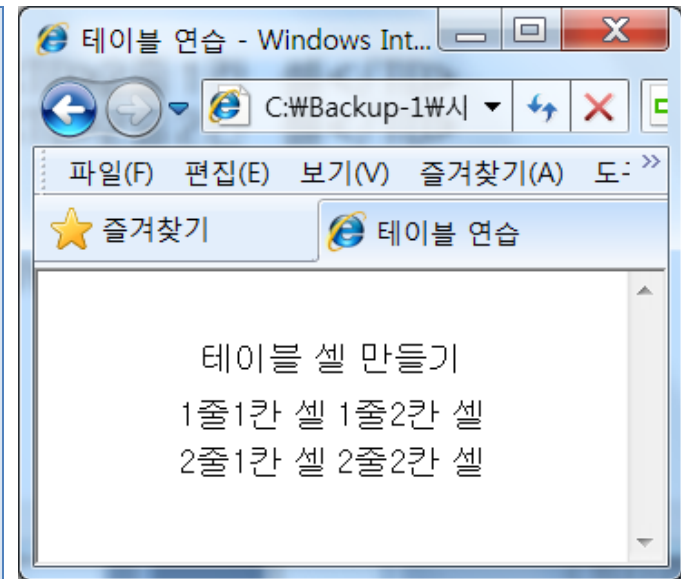 테이블 연습 - Windows Int...
C:₩Backup-1₩시
파일(F) 편집(E) 보기(V) 즐겨찾기(A)
즐겨찾기 테이블 연습
테이블 셀 만들기
1줄1칸 셀 1줄2칸 셀
2줄1칸 셀 2줄2칸 셀